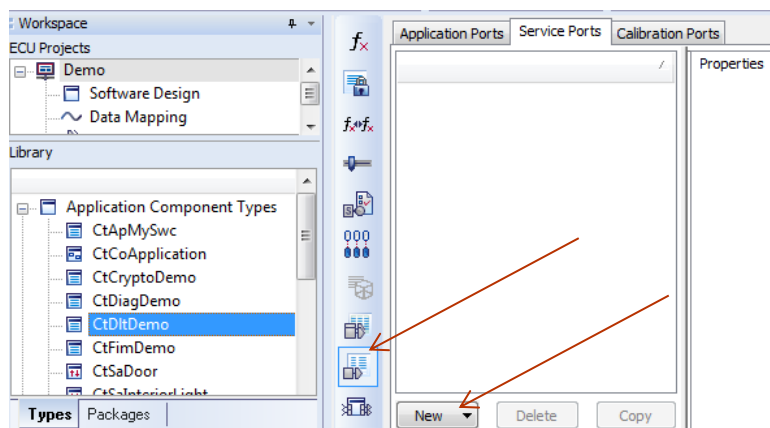 Workspace
ECU Projects
Demo
Software Design
Data Mapping
Library
Application Component Types
CtApMySwc
CtCoApplication
CtCryptoDemo
CtDiagDemo
CtDltDemo
CtFimDemo
CtSaDoor
CtSaInteriorLight
Types Packages
Application Ports Service Ports Calibration Ports
/ Properties
New Delete Copy